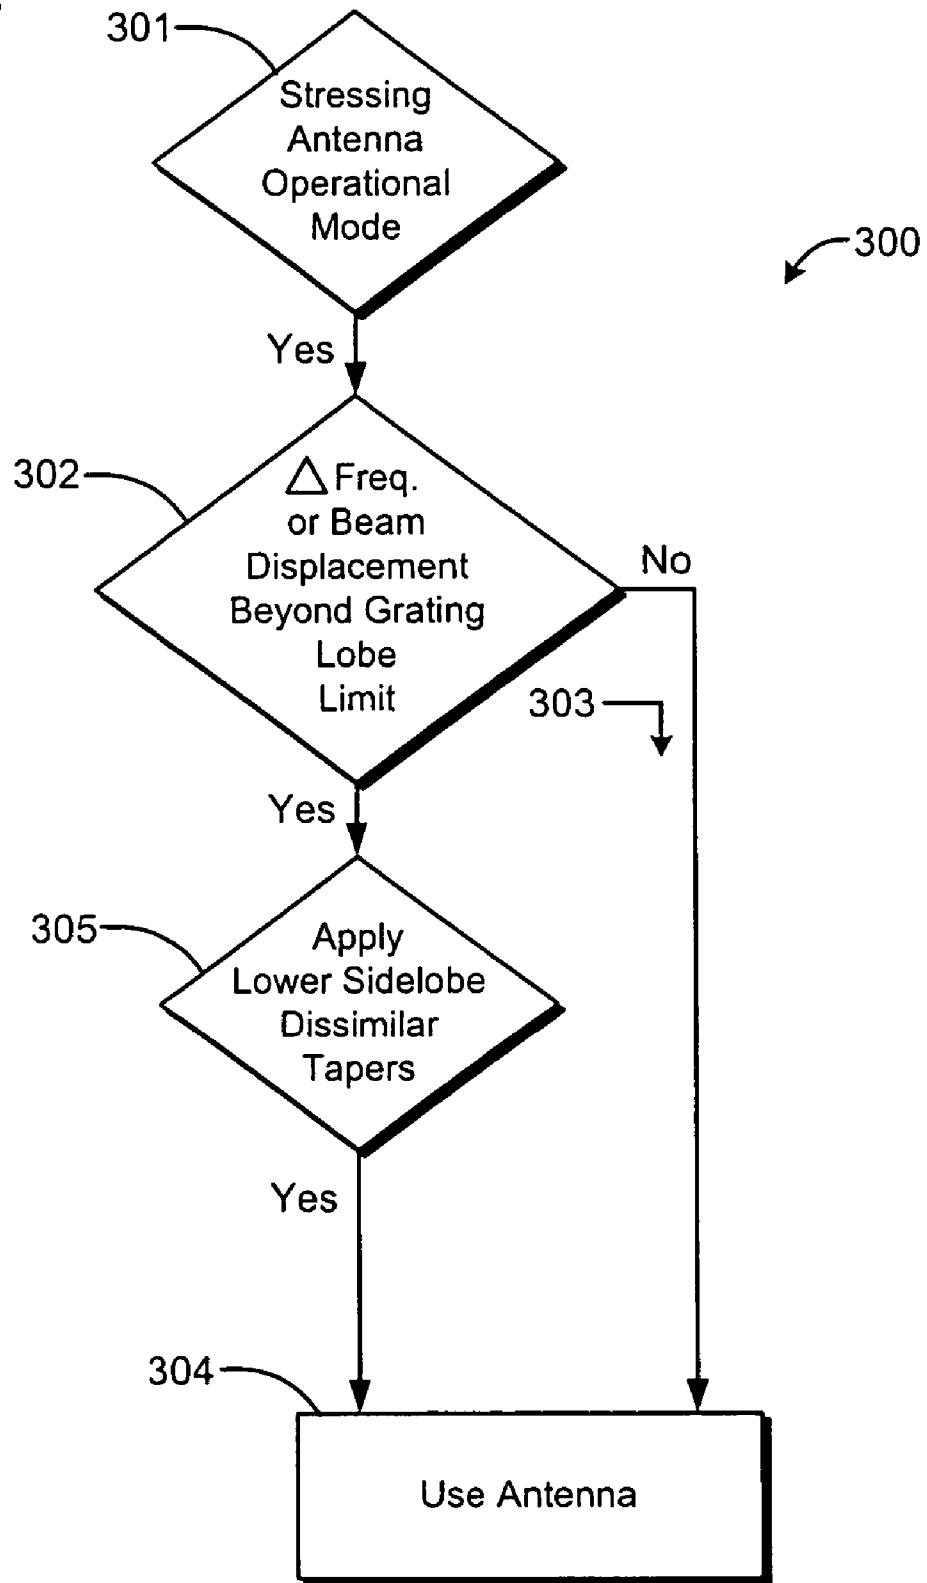 301
Stressing
Antenna
Operational
Mode
300
Yes
302
△ Freq.
or Beam
Displacement
Beyond Grating
Lobe
Limit
No
303
Yes
305
Apply
Lower Sidelobe
Dissimilar
Tapers
Yes
304
Use Antenna